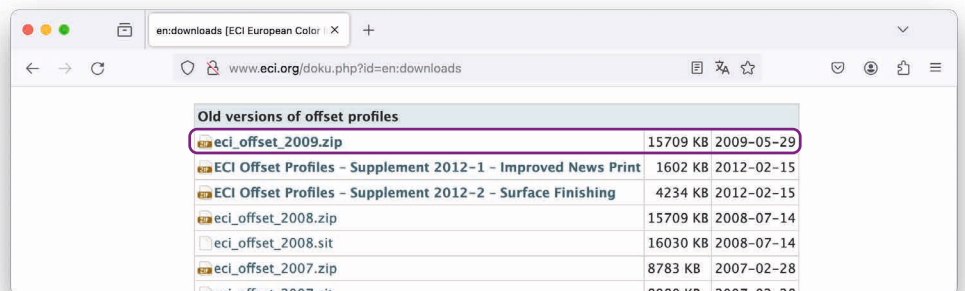 en:downloads [ECI European Color
www.eci.org/doku.php?id=en:downloads
Old versions of offset profiles
eci_offset_2009.zip 15709 KB 2009-05-29
ECI Offset Profiles - Supplement 2012-1 - Improved News Print 1602 KB 2012-02-15
ECI Offset Profiles - Supplement 2012-2 - Surface Finishing 4234 KB 2012-02-15
eci_offset_2008.zip 15709 KB 2008-07-14
eci_offset_2008.sit 16030 KB 2008-07-14
eci_offset_2007.zip 8783 KB 2007-02-28